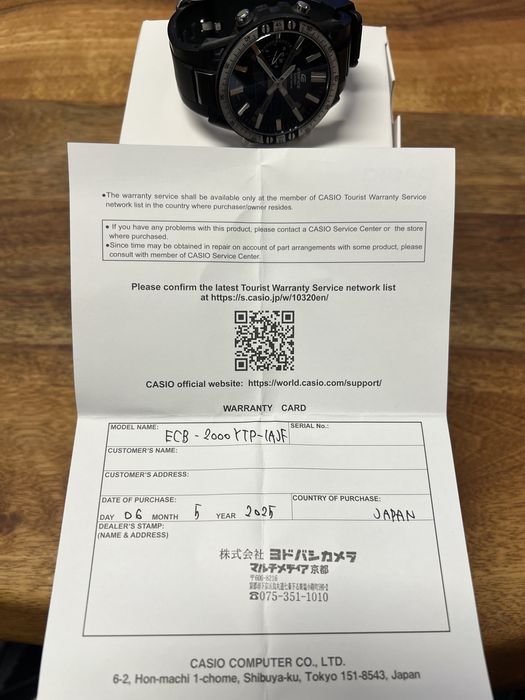 ●The warranty service shall be available only at the member of CASIO Tourist Warranty Service
network list in the country where purchaser/owner resides.
● If you have any problems with this product, please contact a CASIO Service Center or the store
where purchased.
●Since time may be obtained in repair on account of part arrangements with some product, please
consult with member of CASIO Service Center.
Please confirm the latest Tourist Warranty Service network list
at https://s.casio.jp/w/10320en/
CASIO official website: https://world.casio.com/support/
WARRANTY CARD
MODEL NAME: ECB-2000YTP-1AJF SERIAL No.:
CUSTOMER'S NAME:
CUSTOMER'S ADDRESS:
DATE OF PURCHASE: COUNTRY OF PURCHASE:
DAY 06 MONTH 5 YEAR 2025 JAPAN
DEALER'S STAMP:
(NAME & ADDRESS)
株式会社 ヨドバシカメラ
マルチメディア京都
〒600-8216
☎075-351-1010
CASIO COMPUTER CO., LTD.
6-2, Hon-machi 1-chome, Shibuya-ku, Tokyo 151-8543, Japan